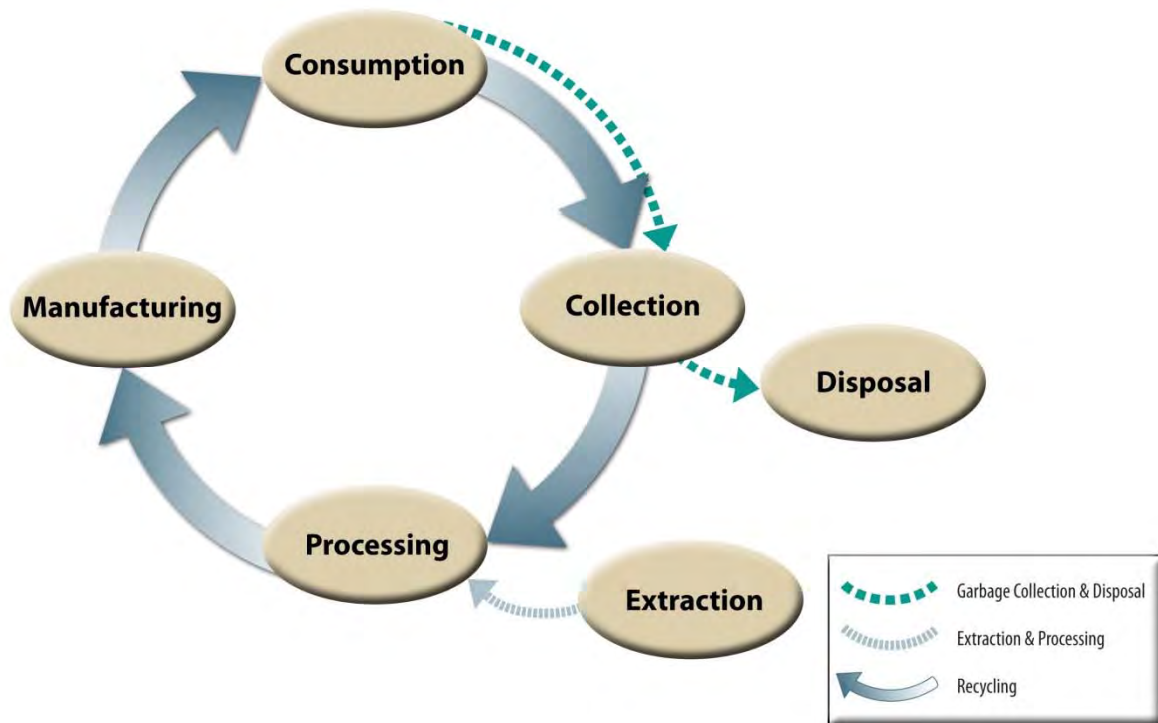 Consumption
Manufacturing
Collection
Disposal
Processing
Extraction
Garbage Collection & Disposal
Extraction & Processing
Recycling